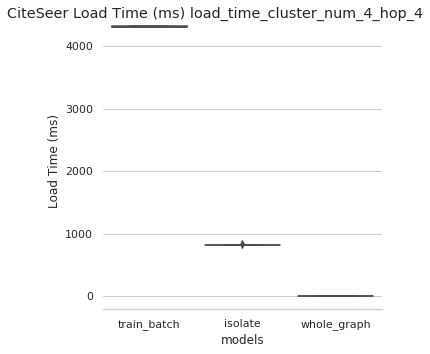 CiteSeer Load Time (ms) load_time_cluster_num_4_hop_4
4000
3000
2000
1000
0
Load Time (ms)
train_batch isolate whole_graph
models